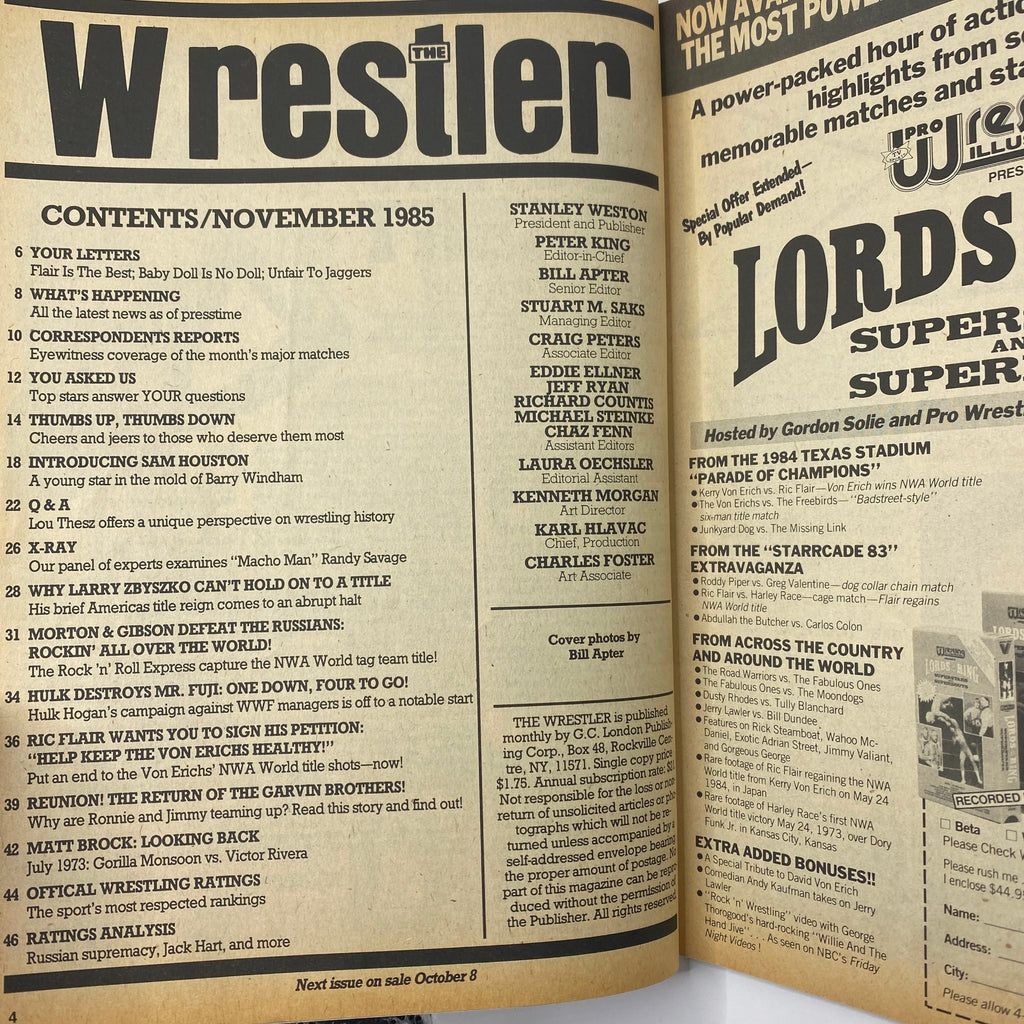 THE
Wrestler
CONTENTS/NOVEMBER 1985
6 YOUR LETTERS
Flair Is The Best; Baby Doll Is No Doll; Unfair To Jaggers
8 WHAT'S HAPPENING
All the latest news as of presstime
10 CORRESPONDENTS REPORTS
Eyewitness coverage of the month's major matches
12 YOU ASKED US
Top stars answer YOUR questions
14 THUMBS UP, THUMBS DOWN
Cheers and jeers to those who deserve them most
18 INTRODUCING SAM HOUSTON
A young star in the mold of Barry Windham
22 Q & A
Lou Thesz offers a unique perspective on wrestling history
26 X-RAY
Our panel of experts examines "Macho Man" Randy Savage
28 WHY LARRY ZBYSZKO CAN'T HOLD ON TO A TITLE
His brief Americas title reign comes to an abrupt halt
31 MORTON & GIBSON DEFEAT THE RUSSIANS:
ROCKIN' ALL OVER THE WORLD!
The Rock 'n' Roll Express capture the NWA World tag team title!
34 HULK DESTROYS MR. FUJI: ONE DOWN, FOUR TO GO!
Hulk Hogan's campaign against WWF managers is off to a notable start
36 RIC FLAIR WANTS YOU TO SIGN HIS PETITION:
"HELP KEEP THE VON ERICHS HEALTHY!"
Put an end to the Von Erichs' NWA World title shots—now!
39 REUNION! THE RETURN OF THE GARVIN BROTHERS!
Why are Ronnie and Jimmy teaming up? Read this story and find out!
42 MATT BROCK: LOOKING BACK
July 1973: Gorilla Monsoon vs. Victor Rivera
44 OFFICAL WRESTLING RATINGS
The sport's most respected rankings
46 RATINGS ANALYSIS
Russian supremacy, Jack Hart, and more
STANLEY WESTON
President and Publisher
PETER KING
Editor-in-Chief
BILL APTER
Senior Editor
STUART M. SAKS
Managing Editor
CRAIG PETERS
Associate Editor
EDDIE ELLNER
JEFF RYAN
RICHARD COUNTIS
MICHAEL STEINKE
CHAZ FENN
Assistant Editors
LAURA OECHSLER
Editorial Assistant
KENNETH MORGAN
Art Director
KARL HLAVAC
Chief, Production
CHARLES FOSTER
Art Associate
Cover photos by
Bill Apter
THE WRESTLER is published
monthly by G.C. London Publish-
ing Corp., Box 48, Rockville Cen-
tre, NY, 11571. Single copy price
$1.75. Annual subscription rate:
Not responsible for the loss or non-
return of unsolicited articles or pho-
tographs which will not be re-
turned unless accompanied by a
self-addressed envelope bearing
the proper amount of postage. No
part of this magazine can be repro-
duced without the permission of
the Publisher. All rights reserved
Next issue on sale October 8
4
NOW
THE MOST
A power-packed hour of
highlights from
memorable matches and
Special Offer Extended—
By Popular Demand!
PRO
TV
LORDS
AN
Hosted by Gordon Solie and Pro
FROM THE 1984 TEXAS STADIUM
"PARADE OF CHAMPIONS"
● Kerry Von Erich vs. Ric Flair—Von Erich wins NWA World title
● The Von Erichs vs. The Freebirds—"Badstreet-style"
six-man title match
● Junkyard Dog vs. The Missing Link
FROM THE "STARRCADE 83"
EXTRAVAGANZA
● Roddy Piper vs. Greg Valentine—dog collar chain match
● Ric Flair vs. Harley Race—cage match—Flair regains
NWA World title
● Abdullah the Butcher vs. Carlos Colon
FROM ACROSS THE COUNTRY
AND AROUND THE WORLD
● The Road Warriors vs. The Fabulous Ones
● The Fabulous Ones vs. The Moondogs
● Dusty Rhodes vs. Tully Blanchard
● Jerry Lawler vs. Bill Dundee
● Features on Rick Steamboat, Wahoo Mc-
Daniel, Exotic Adrian Street, Jimmy Valiant,
and Gorgeous George
● Rare footage of Ric Flair regaining the NWA
World title from Kerry Von Erich on May 24
1984, in Japan
● Rare footage of Harley Race's first NWA
World title victory May 24, 1973, over Dory
Funk Jr. in Kansas City, Kansas
EXTRA ADDED BONUSES!!
● A Special Tribute to David Von Erich
● Comedian Andy Kaufman takes on Jerry
Lawler
● "Rock 'n' Wrestling" video with George
Thorogood's hard-rocking "Willie And The
Hand Jive" . . . As seen on NBC's Friday
Night Videos!
RECORDED
Beta
Please Check
Please rush me
I enclose $44.9
Name:
Address:
City:
Please allow 4